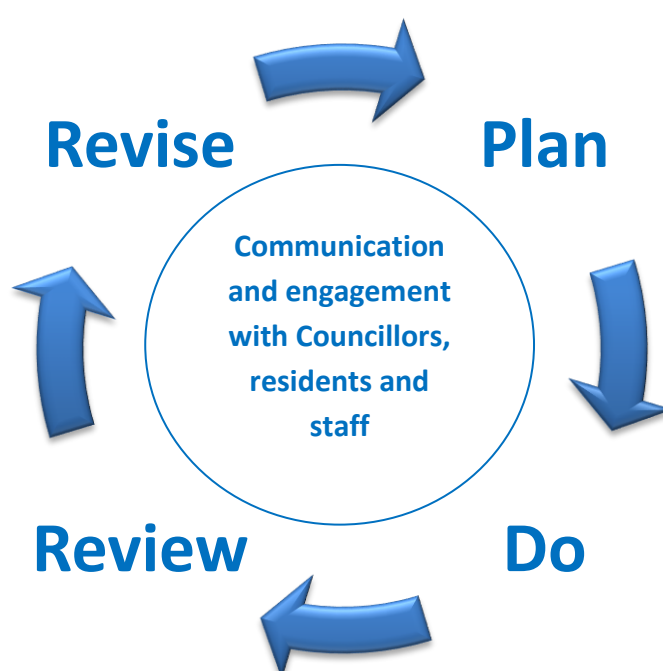 Revise
Plan
Communication
and engagement
with Councillors,
residents and
staff
Review
Do